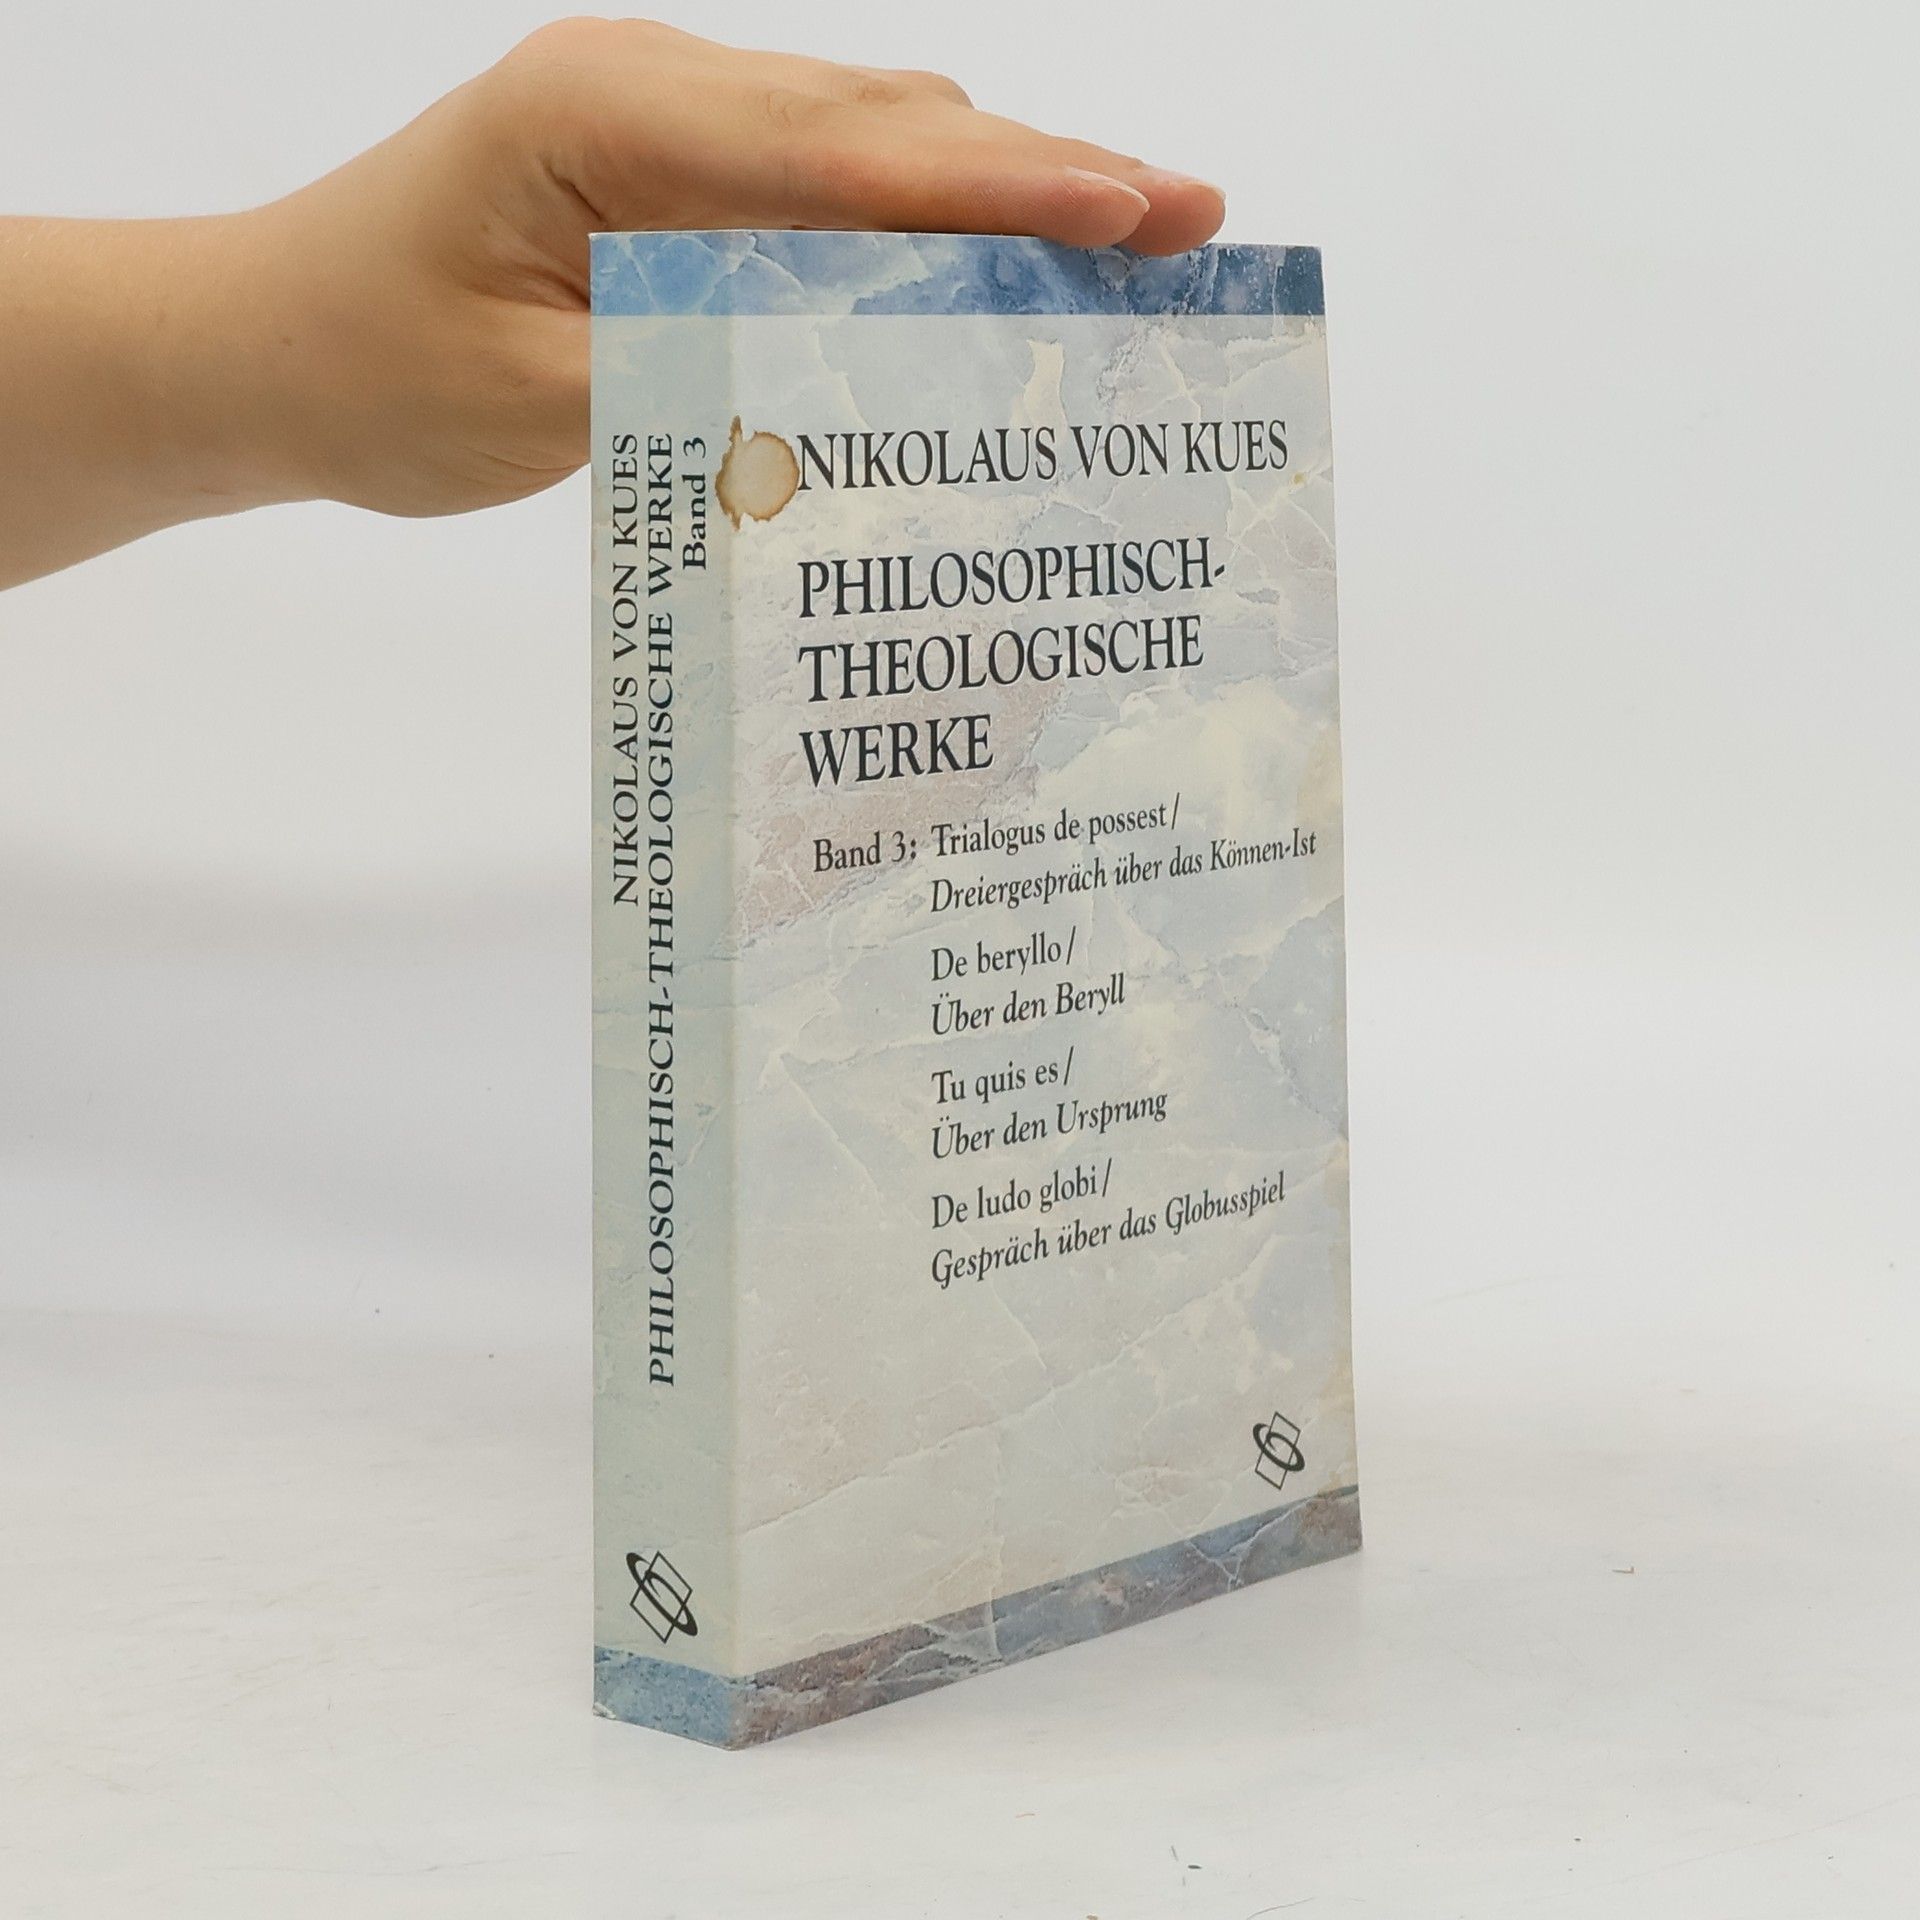 NIKOLAUS VON KUES
PHILOSOPHISCH-THEOLOGISCHE WERKE
Band 3
NIKOLAUS VON KUES
PHILOSOPHISCH-
THEOLOGISCHE
WERKE
Band 3: Trialogus de possest/
Dreiergespräch über das Können-Ist
De beryllo/
Über den Beryll
Tu quis es/
Über den Ursprung
De ludo globi/
Gespräch über das Globusspiel